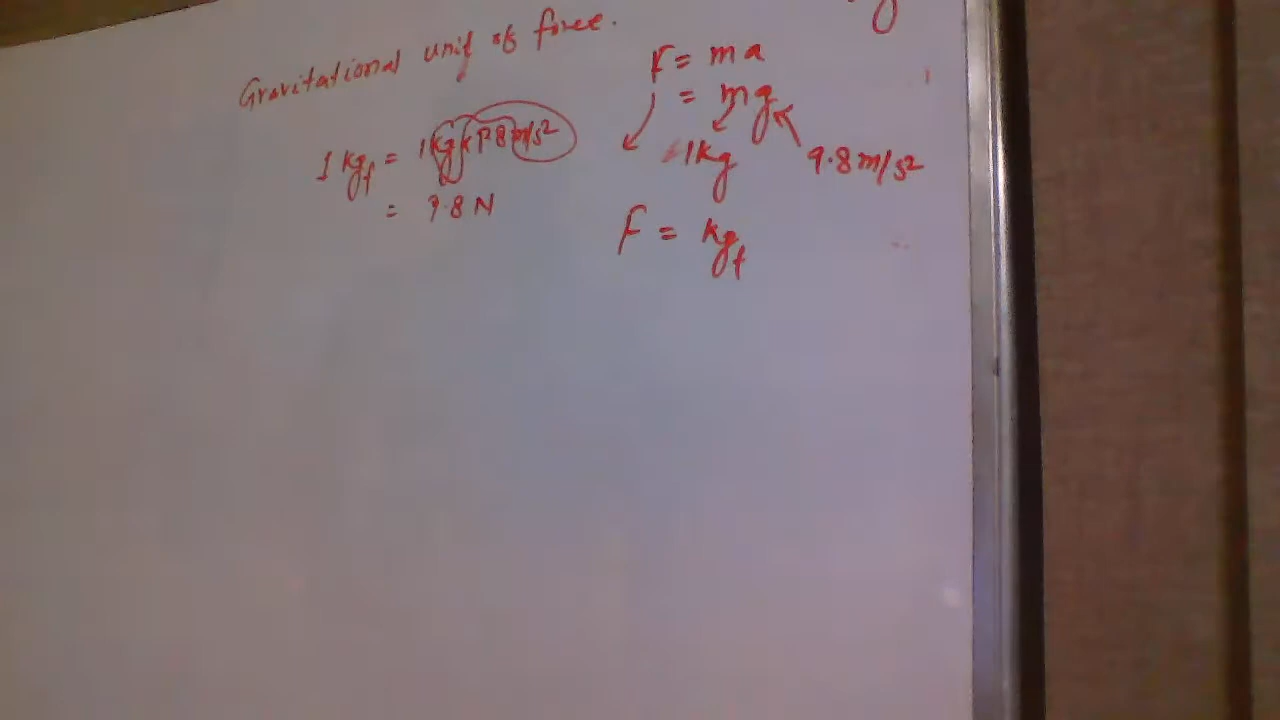 Gravitational unit of force.
1 kgf = 1kg x 9.8 m/s²
= 9.8 N
F = ma
= mg
1kg 9.8 m/s²
F = kgf